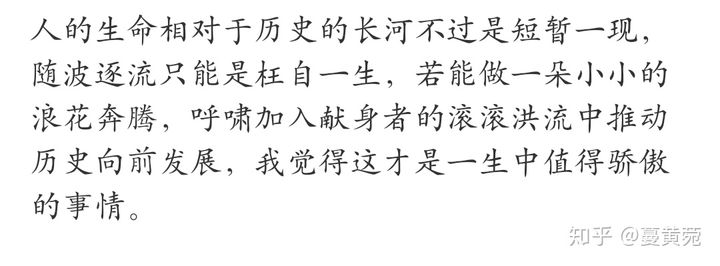 人的生命相对于历史的长河不过是短暂一现，
随波逐流只能是枉自一生，若能做一朵小小的
浪花奔腾，呼啸加入献身者的滚滚洪流中推动
历史向前发展，我觉得这才是一生中值得骄傲
的事情。
知乎 @蔓黄菀